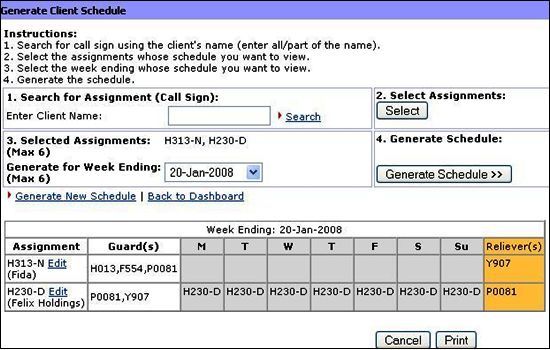 Generate Client Schedule
Instructions:
1. Search for call sign using the client's name (enter all/part of the name).
2. Select the assignments whose schedule you want to view.
3. Select the week ending whose schedule you want to view.
4. Generate the schedule.
1. Search for Assignment (Call Sign):
Enter Client Name:
Search
2. Select Assignments:
Select
3. Selected Assignments: H313-N, H230-D
(Max 6)
Generate for Week Ending: 20-Jan-2008
(Max 6)
4. Generate Schedule:
Generate Schedule >>
Generate New Schedule | Back to Dashboard
Week Ending: 20-Jan-2008
Assignment Guard(s) M T W T F S Su Reliever(s)
H313-N Edit H013,F554,P0081 Y907
(Fida)
H230-D Edit P0081,Y907 H230-D H230-D H230-D H230-D H230-D H230-D H230-D P0081
(Felix Holdings)
Cancel Print